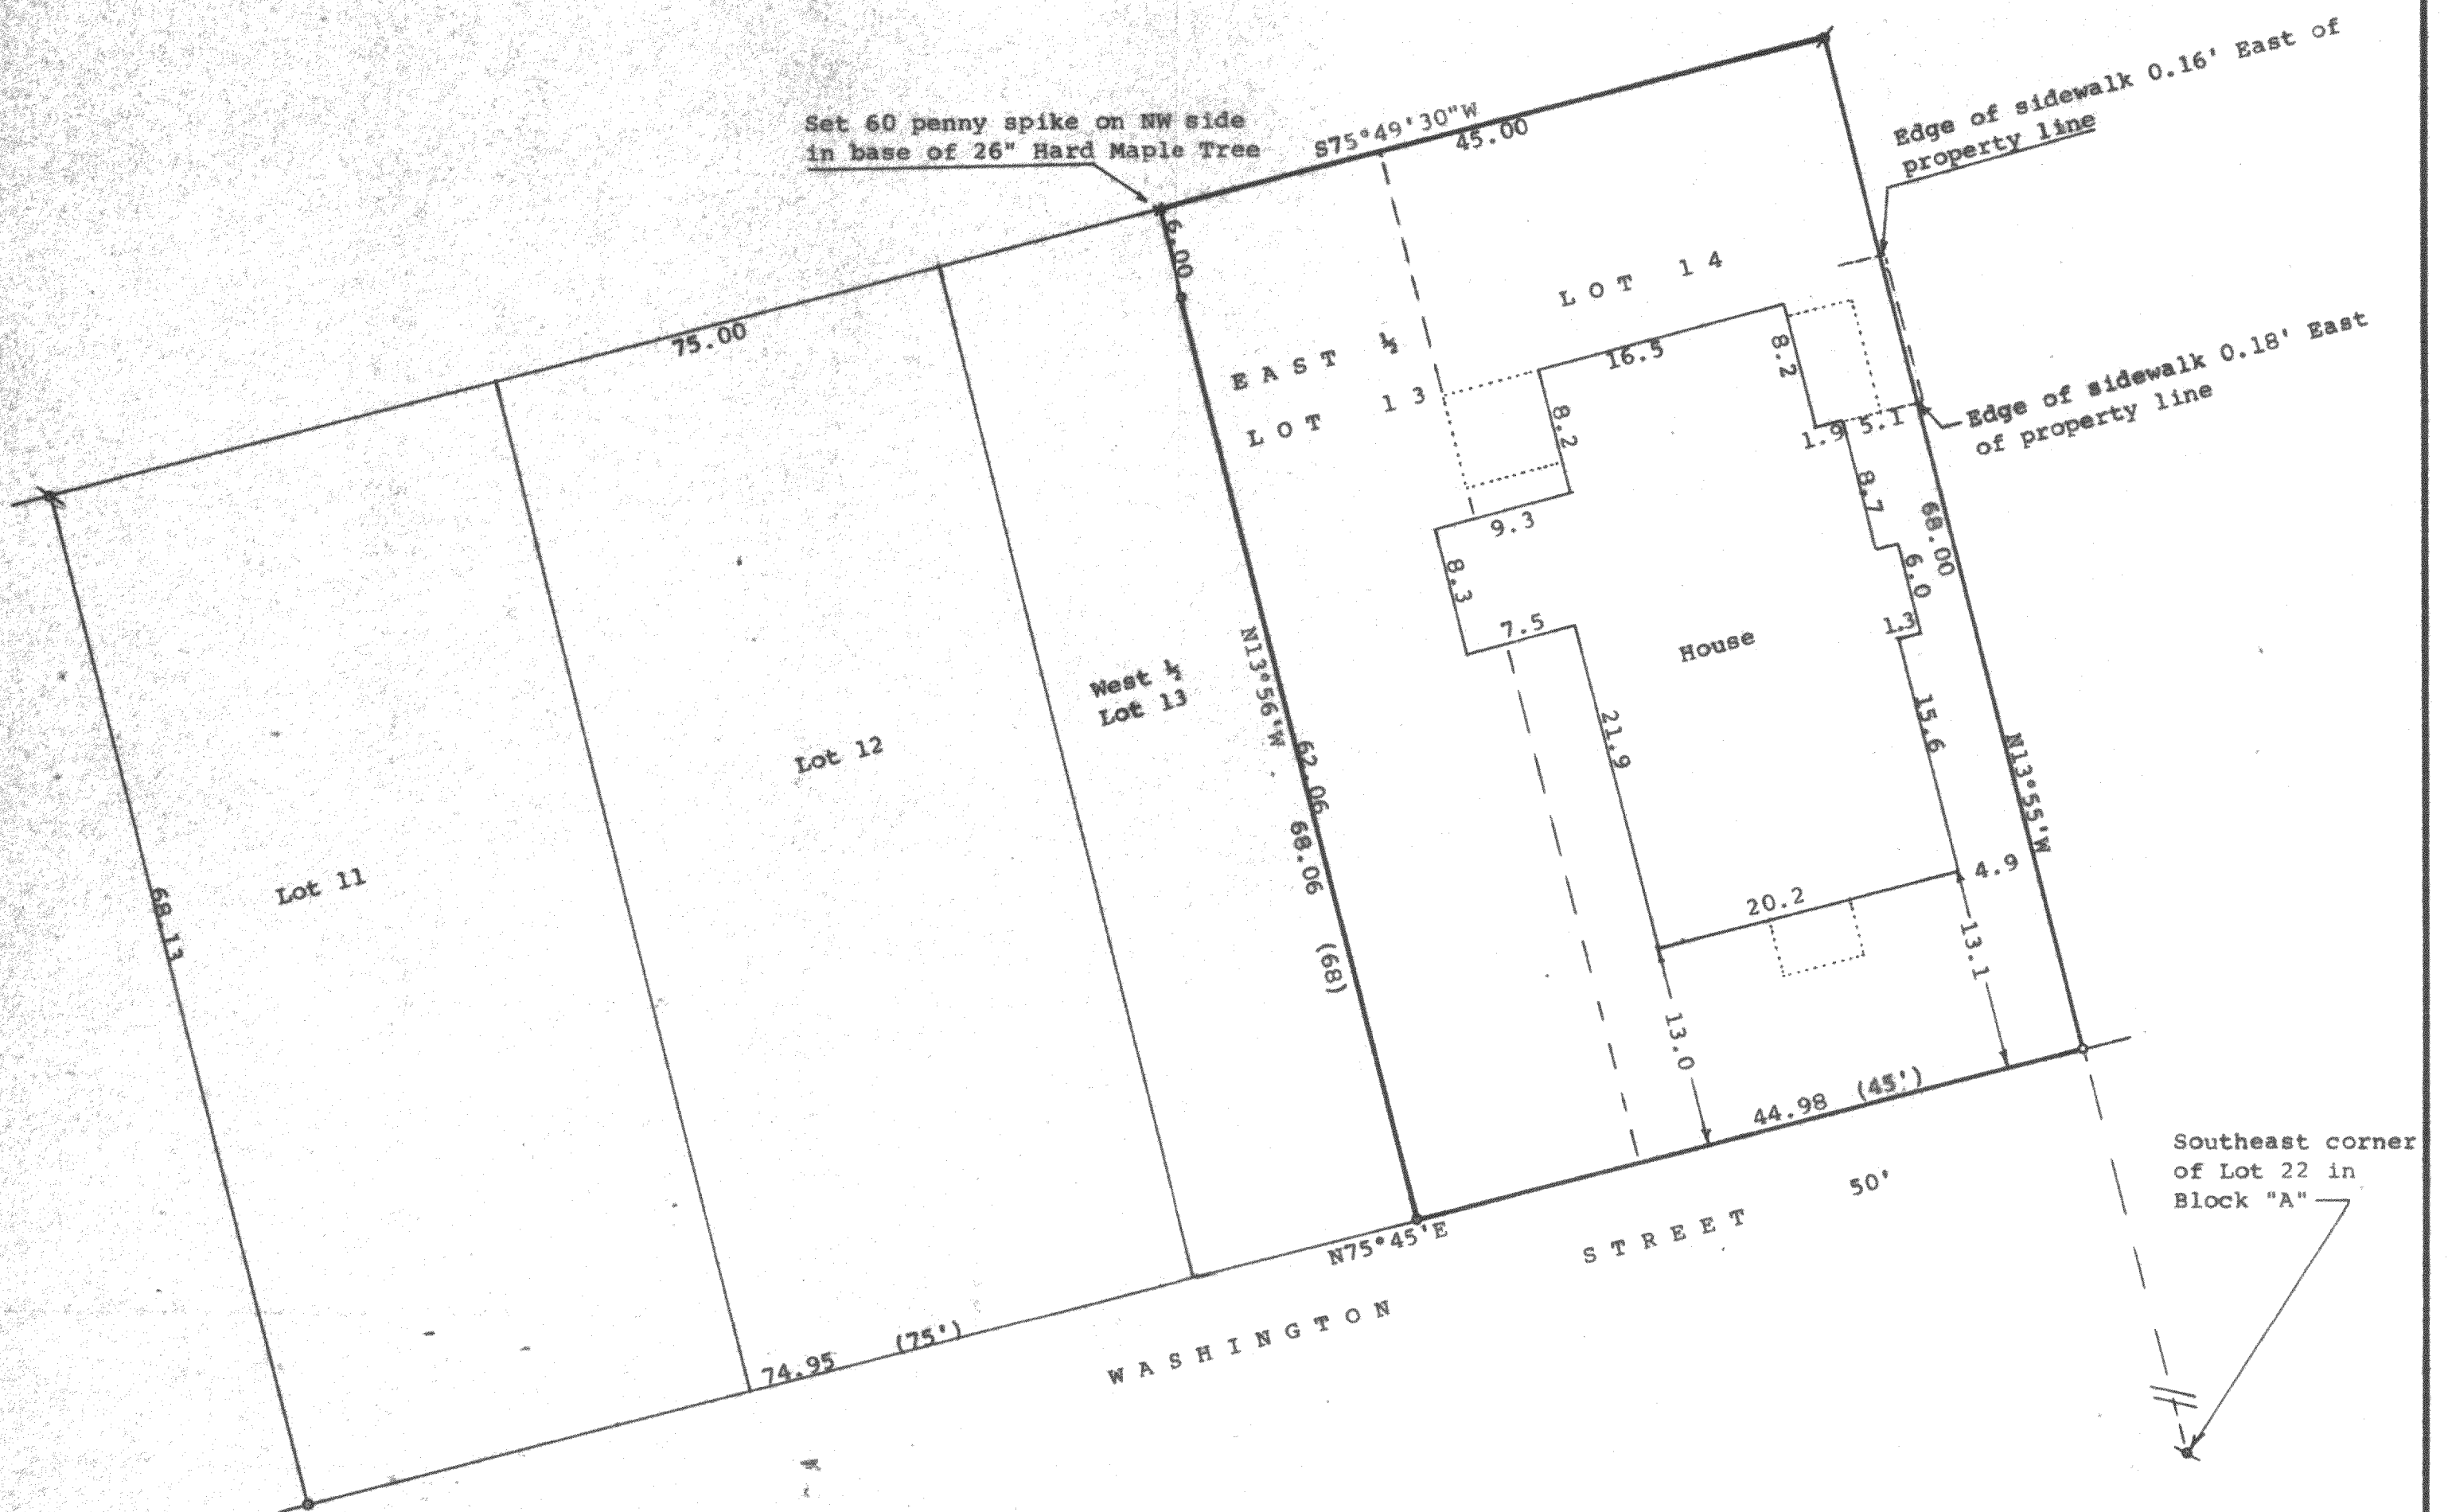 Set 60 penny spike on NW side
in base of 26" Hard Maple Tree
S75°49'30"W
45.00
Edge of sidewalk 0.16' East of
property line
6.00
75.00
LOT 14
EAST ½
LOT 13
16.5
8.2
8.2
1.9 5.1
Edge of sidewalk 0.18' East
of property line
9.3
8.7
68.00
8.3
6.0
7.5
1.3
House
N13°56'W
West ½
Lot 13
21.9
15.6
N13°55'W
62.06
68.06
(68)
Lot 12
Lot 11
68.13
4.9
20.2
13.1
13.0
44.98 (45')
50'
Southeast corner
of Lot 22 in
Block "A"
N75°45'E
WASHINGTON STREET
74.95 (75')